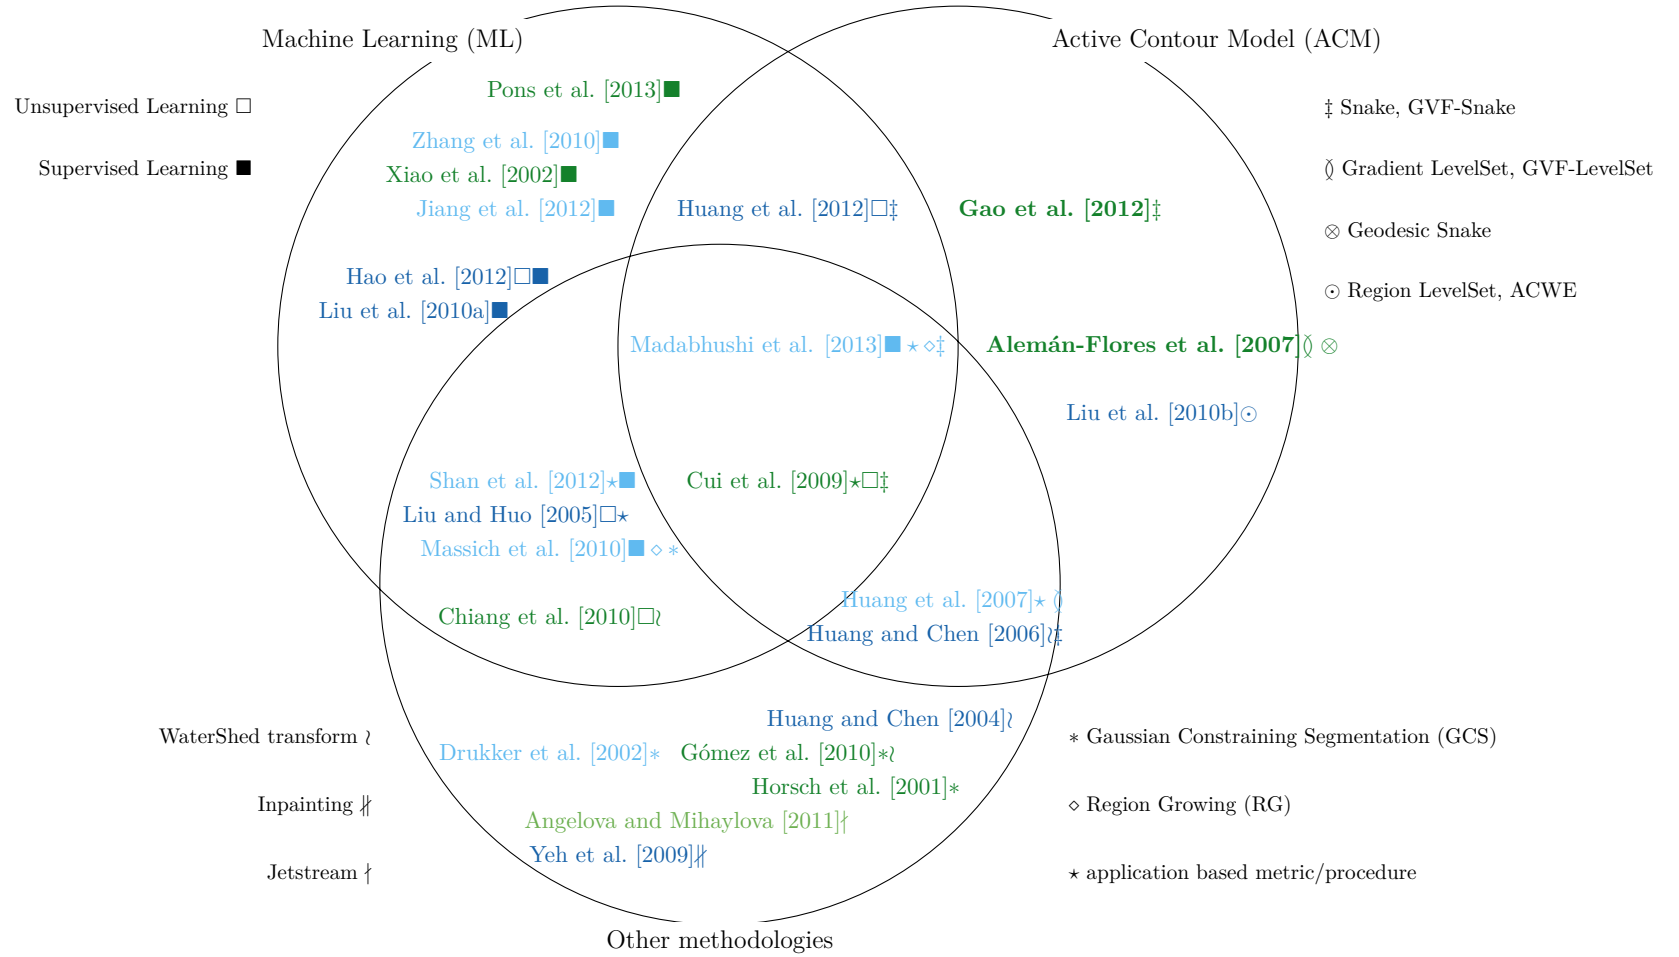 Machine Learning (ML)
Active Contour Model (ACM)
Pons et al. [2013]■
Unsupervised Learning □
‡ Snake, GVF-Snake
Zhang et al. [2010]■
Supervised Learning ■
Xiao et al. [2002]■
≬ Gradient LevelSet, GVF-LevelSet
Jiang et al. [2012]■
Huang et al. [2012]□‡
Gao et al. [2012]‡
⊗ Geodesic Snake
Hao et al. [2012]□■
Liu et al. [2010a]■
⊙ Region LevelSet, ACWE
Madabhushi et al. [2013]■ ⋆ ⋄‡
Alemán-Flores et al. [2007]≬ ⊗
Liu et al. [2010b]⊙
Shan et al. [2012]⋆■
Cui et al. [2009]⋆□‡
Liu and Huo [2005]□⋆
Massich et al. [2010]■ ⋄ ∗
Huang et al. [2007]⋆ ≬
Chiang et al. [2010]□≀
Huang and Chen [2006]≀‡
Huang and Chen [2004]≀
WaterShed transform ≀
∗ Gaussian Constraining Segmentation (GCS)
Drukker et al. [2002]∗
Gómez et al. [2010]∗≀
Horsch et al. [2001]∗
Inpainting ∦
⋄ Region Growing (RG)
Angelova and Mihaylova [2011]∤
Yeh et al. [2009]∦
Jetstream ∤
⋆ application based metric/procedure
Other methodologies